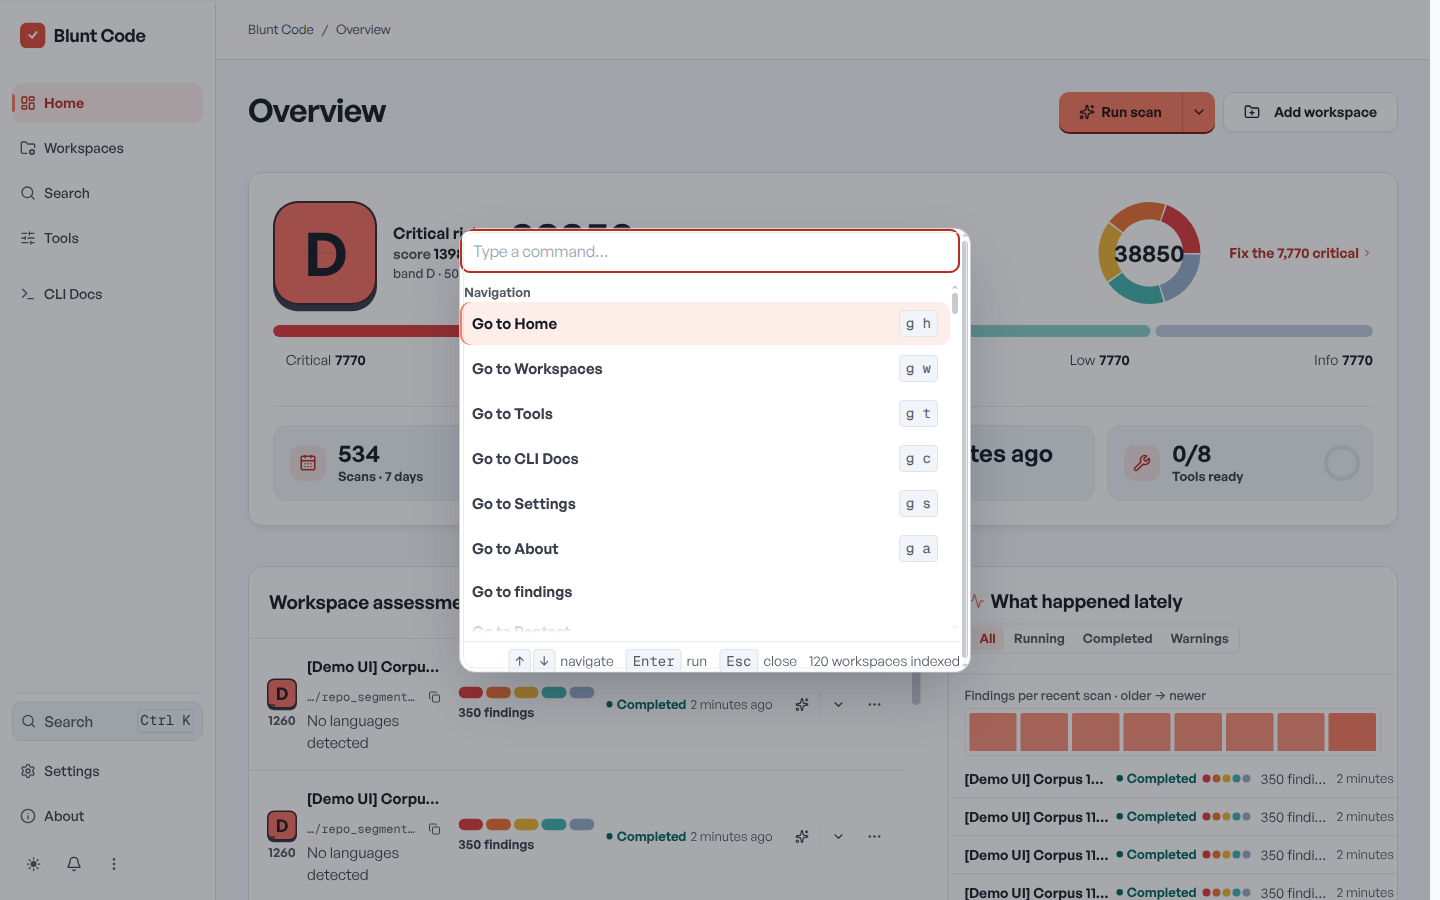 Blunt Code
Home
Workspaces
Search
Tools
CLI Docs
Search Ctrl K
Settings
About
Blunt Code / Overview
Overview
Run scan
Add workspace
D
Critical ri
score 139
band D · 50
38850
Fix the 7,770 critical
Critical 7770
Low 7770
Info 7770
534
Scans · 7 days
tes ago
0/8
Tools ready
Type a command...
Navigation
Go to Home g h
Go to Workspaces g w
Go to Tools g t
Go to CLI Docs g c
Go to Settings g s
Go to About g a
Go to findings
↑ ↓ navigate Enter run Esc close 120 workspaces indexed
Workspace assessme
[Demo UI] Corpu...
D
1260
…/repo_segment…
No languages
detected
350 findings
Completed 2 minutes ago
[Demo UI] Corpu...
D
1260
…/repo_segment…
No languages
detected
350 findings
Completed 2 minutes ago
What happened lately
All Running Completed Warnings
Findings per recent scan · older → newer
[Demo UI] Corpus 1... Completed 350 findi... 2 minutes
[Demo UI] Corpus 11... Completed 350 findi... 2 minutes
[Demo UI] Corpus 11... Completed 350 findi... 2 minutes
[Demo UI] Corpus 11... Completed 350 findi... 2 minutes